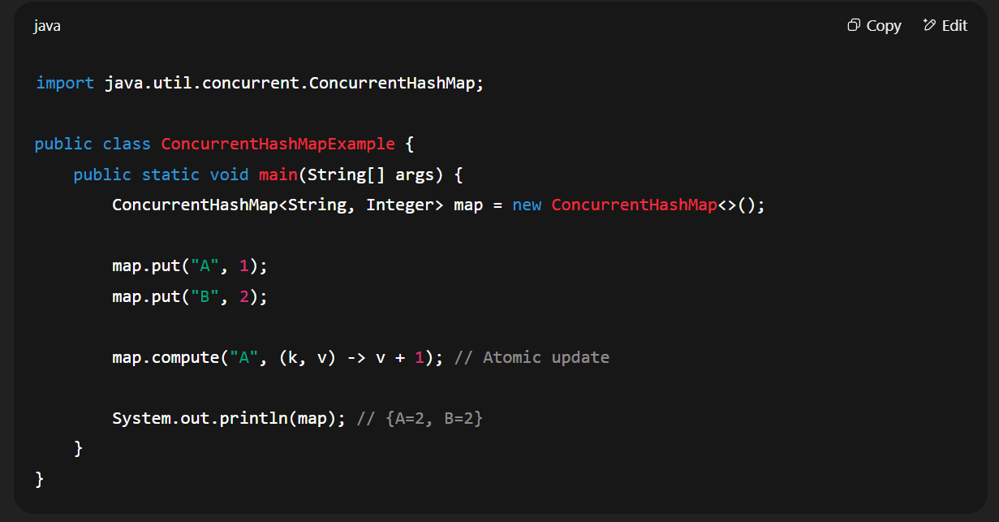 java
Copy
Edit
import java.util.concurrent.ConcurrentHashMap;
public class ConcurrentHashMapExample {
    public static void main(String[] args) {
        ConcurrentHashMap<String, Integer> map = new ConcurrentHashMap<>();
        map.put("A", 1);
        map.put("B", 2);
        map.compute("A", (k, v) -> v + 1); // Atomic update
        System.out.println(map); // {A=2, B=2}
    }
}